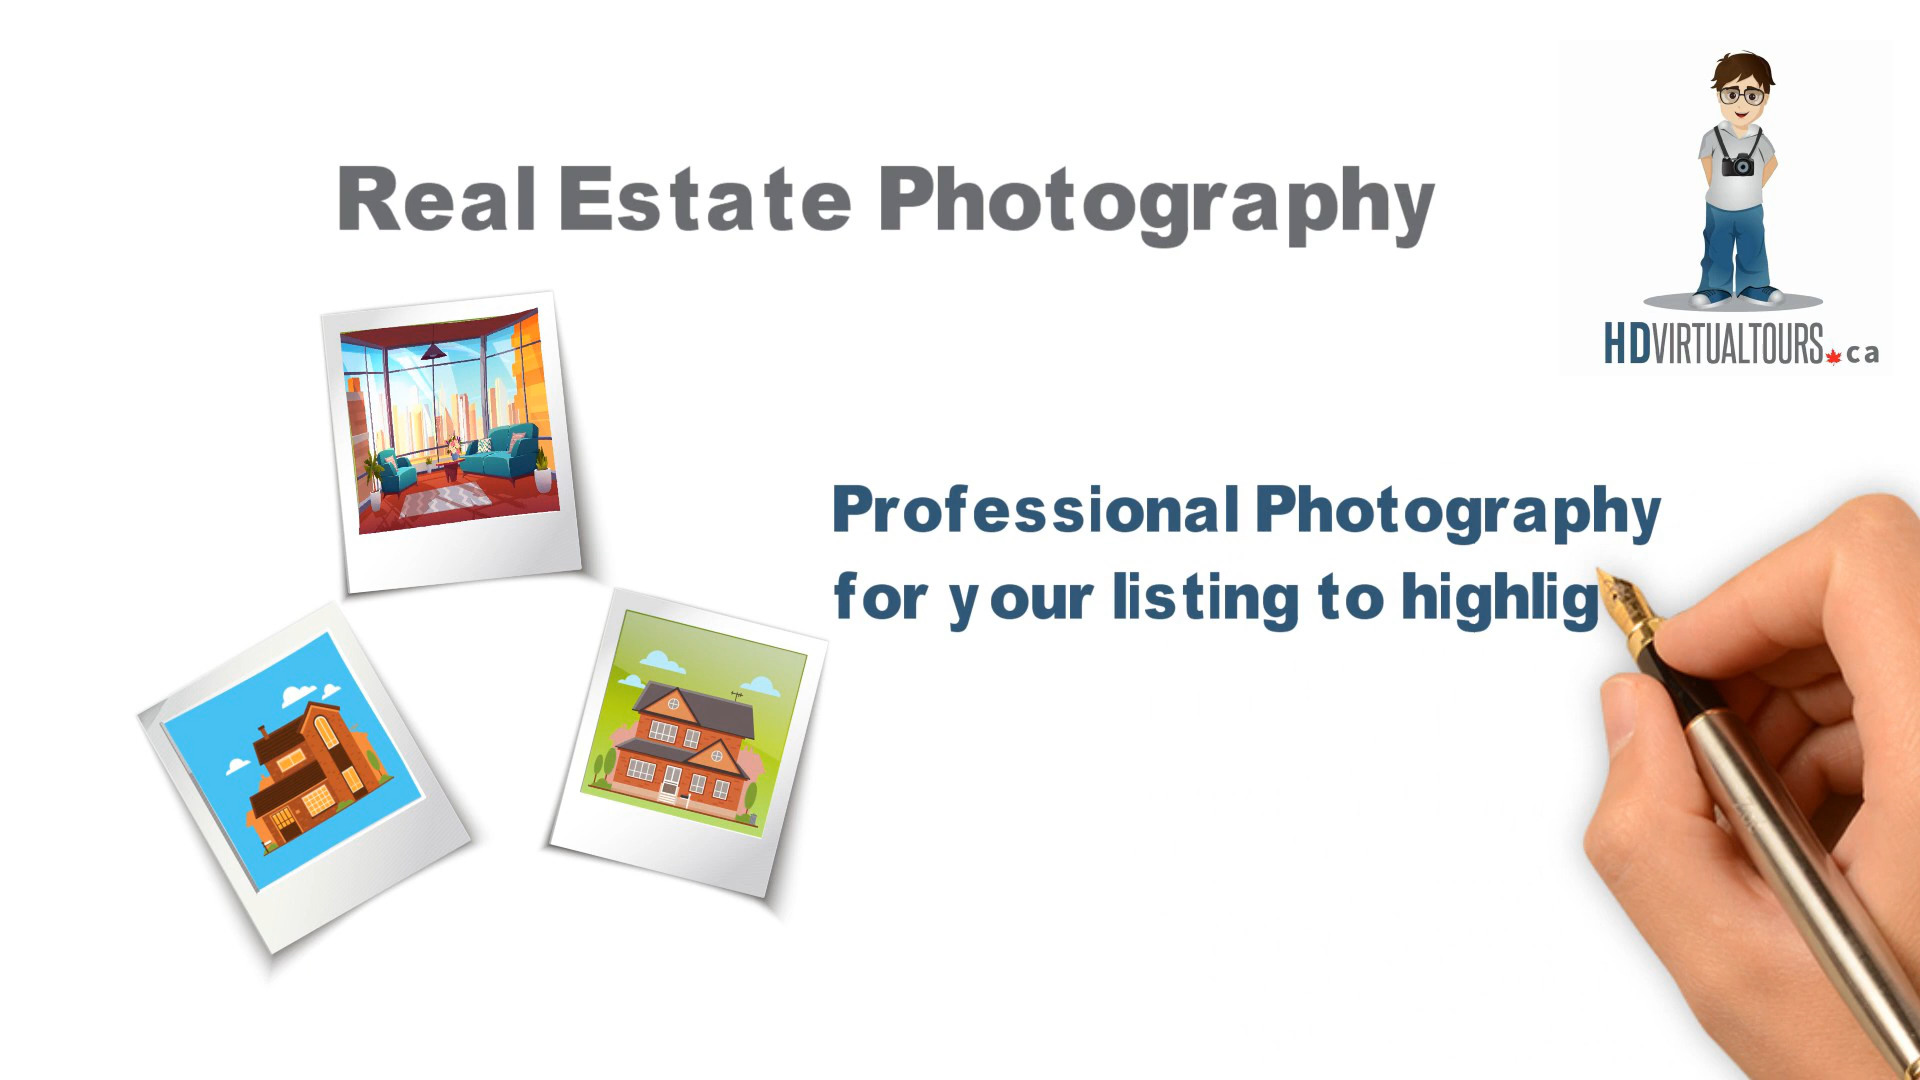 Real Estate Photography
HDVIRTUALTOURS.ca
Professional Photography
for your listing to highlig